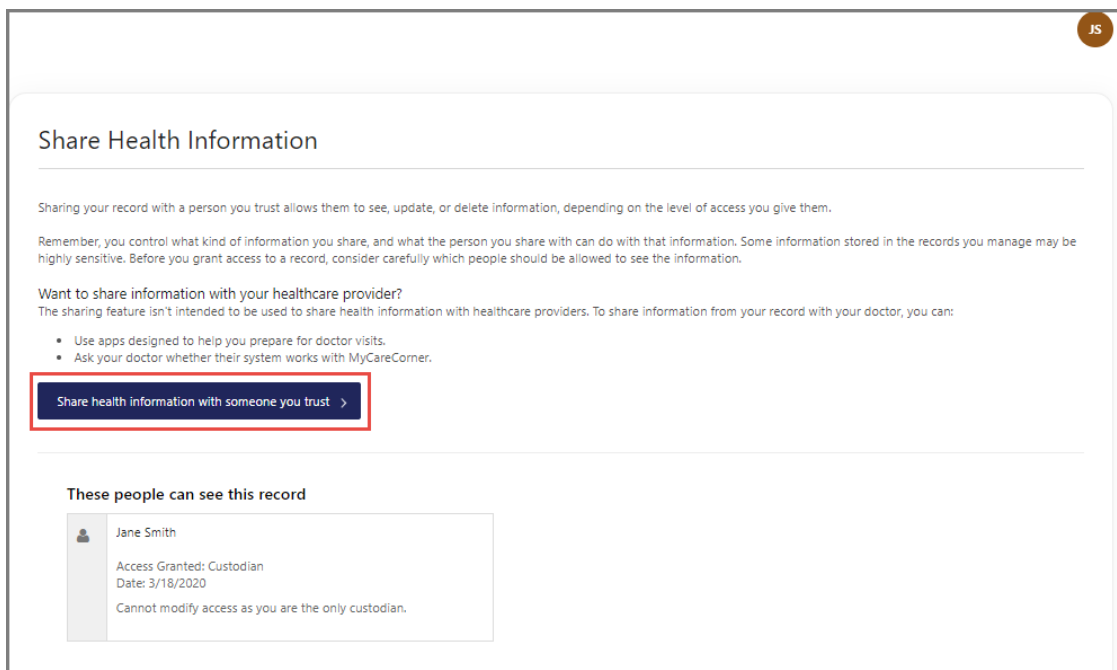 JS
Share Health Information
Sharing your record with a person you trust allows them to see, update, or delete information, depending on the level of access you give them.
Remember, you control what kind of information you share, and what the person you share with can do with that information. Some information stored in the records you manage may be
highly sensitive. Before you grant access to a record, consider carefully which people should be allowed to see the information.
Want to share information with your healthcare provider?
The sharing feature isn't intended to be used to share health information with healthcare providers. To share information from your record with your doctor, you can:
• Use apps designed to help you prepare for doctor visits.
• Ask your doctor whether their system works with MyCareCorner.
Share health information with someone you trust >
These people can see this record
Jane Smith
Access Granted: Custodian
Date: 3/18/2020
Cannot modify access as you are the only custodian.